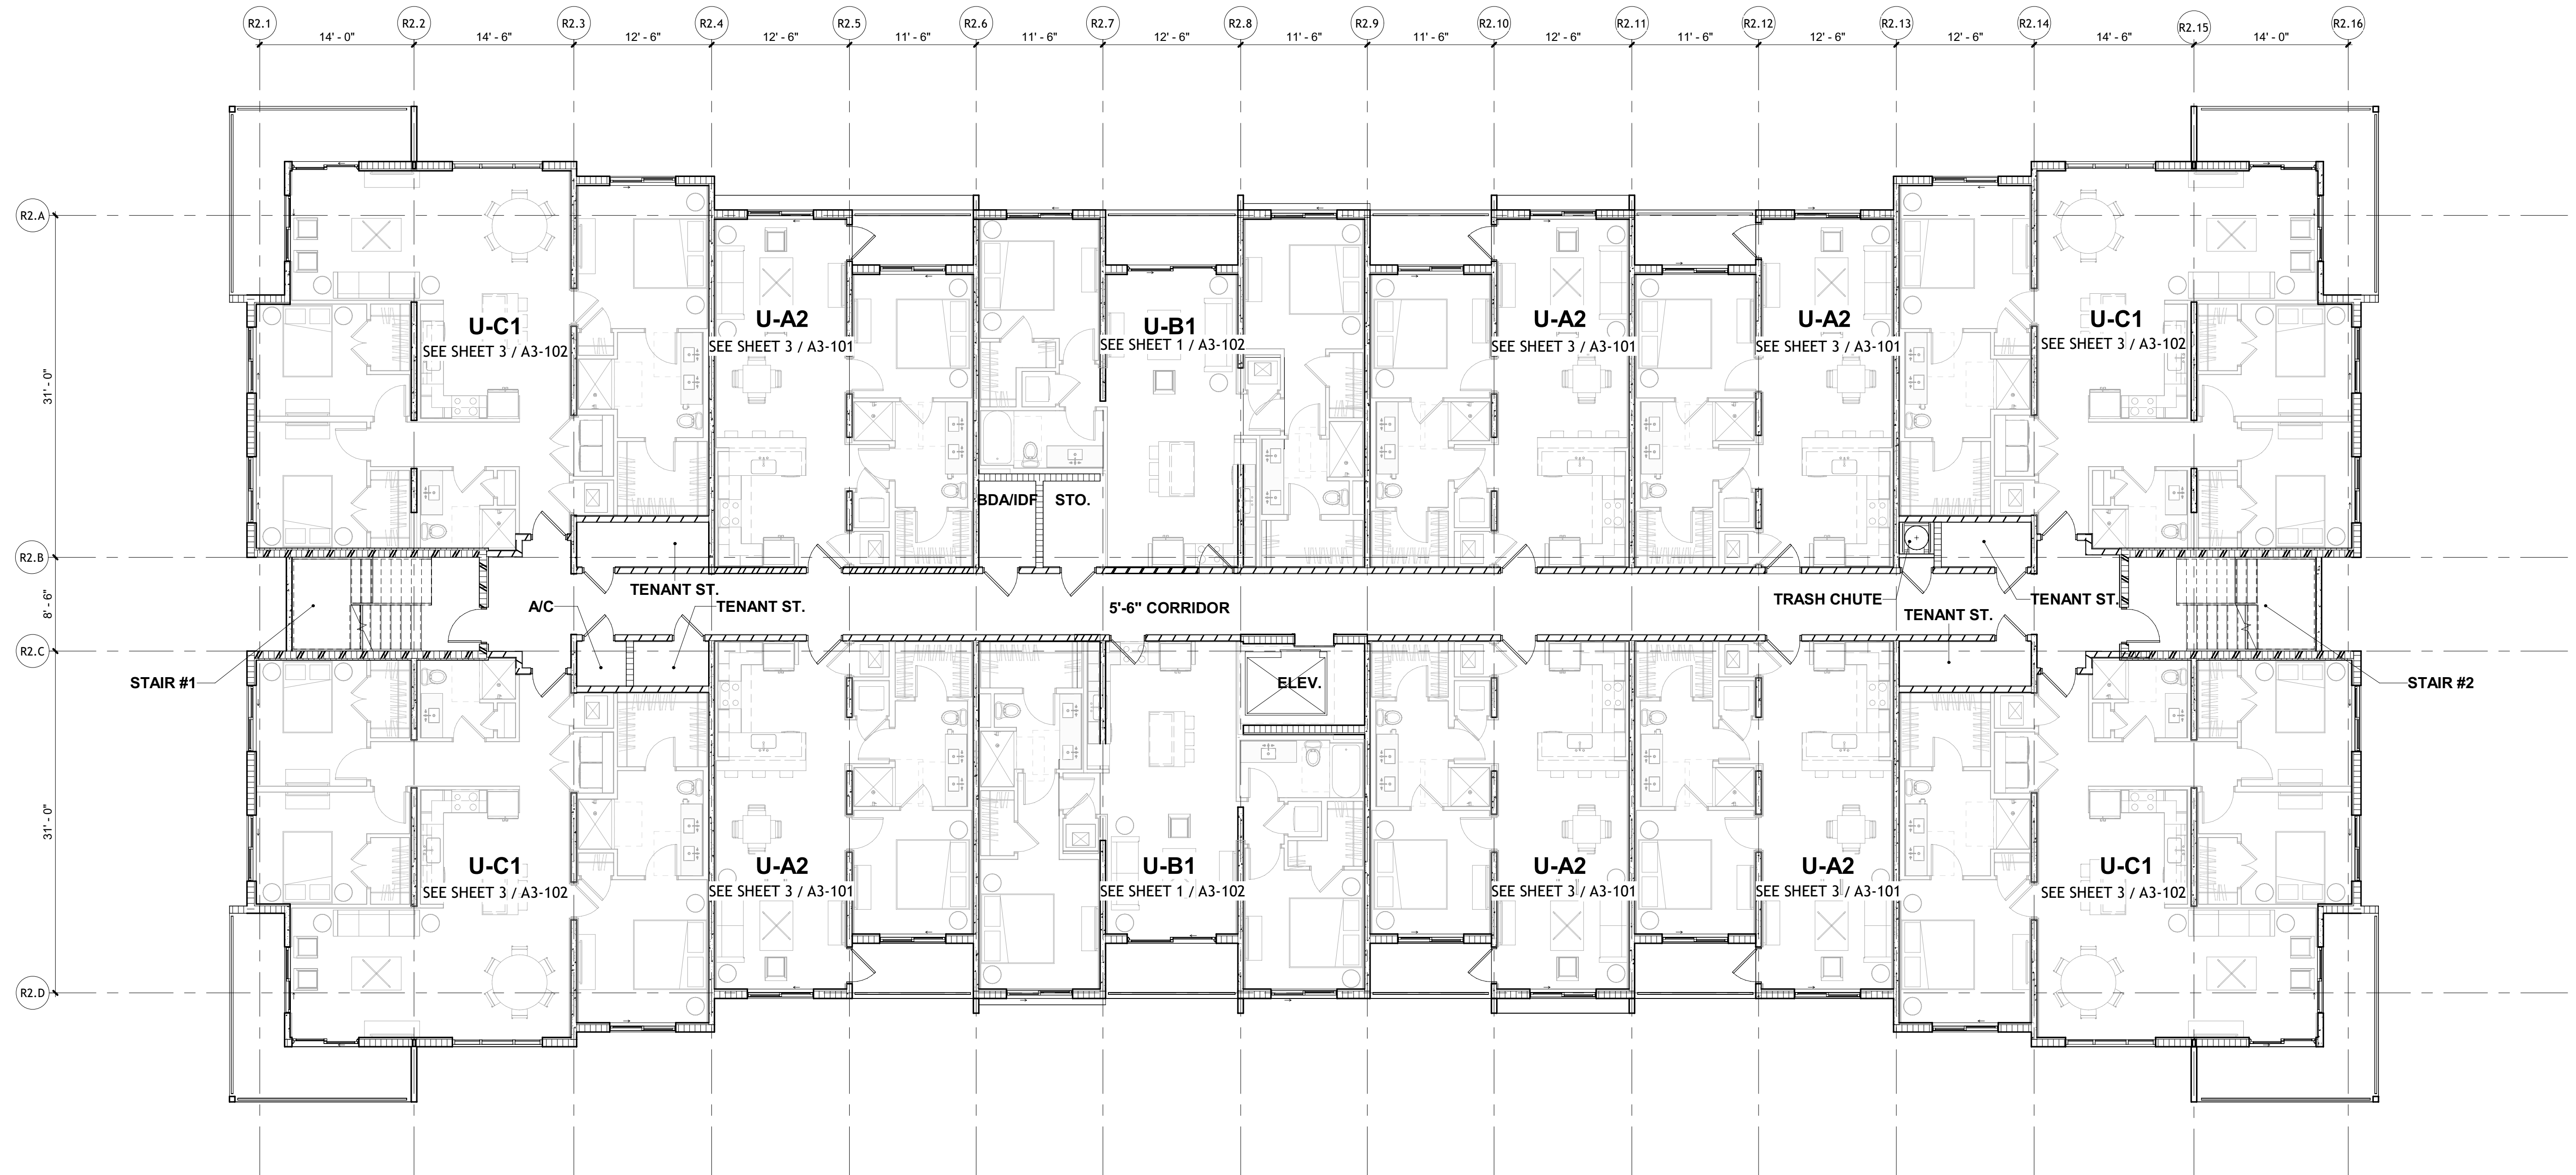 R2.1 R2.2 R2.3 R2.4 R2.5 R2.6 R2.7 R2.8 R2.9 R2.10 R2.11 R2.12 R2.13 R2.14 R2.15 R2.16
14' - 0" 14' - 6" 12' - 6" 12' - 6" 11' - 6" 11' - 6" 12' - 6" 11' - 6" 11' - 6" 12' - 6" 11' - 6" 12' - 6" 12' - 6" 14' - 6" 14' - 0"
R2.A
31' - 0"
U-C1
SEE SHEET 3 / A3-102
U-A2
SEE SHEET 3 / A3-101
U-B1
SEE SHEET 1 / A3-102
U-A2
SEE SHEET 3 / A3-101
U-A2
SEE SHEET 3 / A3-101
U-C1
SEE SHEET 3 / A3-102
BDA/IDF
STO.
R2.B
8' - 6"
TENANT ST.
A/C
TENANT ST.
5'-6" CORRIDOR
TRASH CHUTE
TENANT ST.
TENANT ST.
R2.C
STAIR #1
ELEV.
STAIR #2
31' - 0"
U-C1
SEE SHEET 3 / A3-102
U-A2
SEE SHEET 3 / A3-101
U-B1
SEE SHEET 1 / A3-102
U-A2
SEE SHEET 3 / A3-101
U-A2
SEE SHEET 3 / A3-101
U-C1
SEE SHEET 3 / A3-102
R2.D